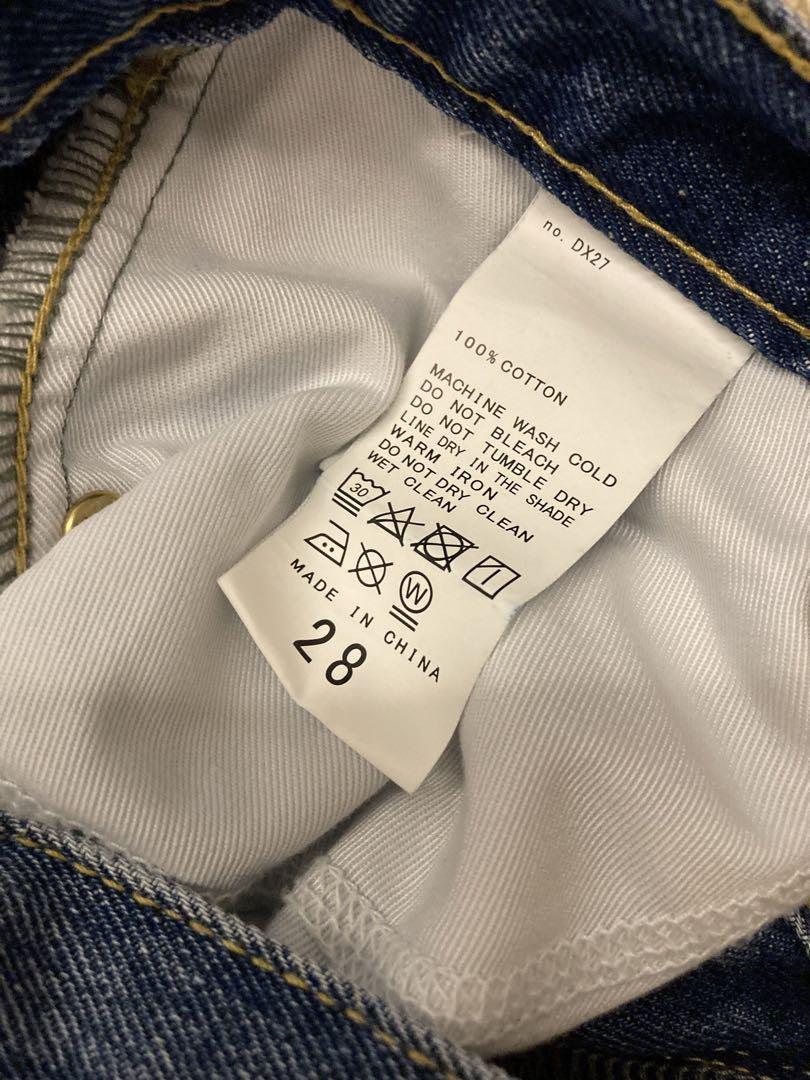 no. DX27
100% COTTON
MACHINE WASH COLD
DO NOT BLEACH
DO NOT TUMBLE DRY
LINE DRY IN THE SHADE
WARM IRON
DO NOT DRY CLEAN
WET CLEAN
30
W
MADE IN CHINA
28